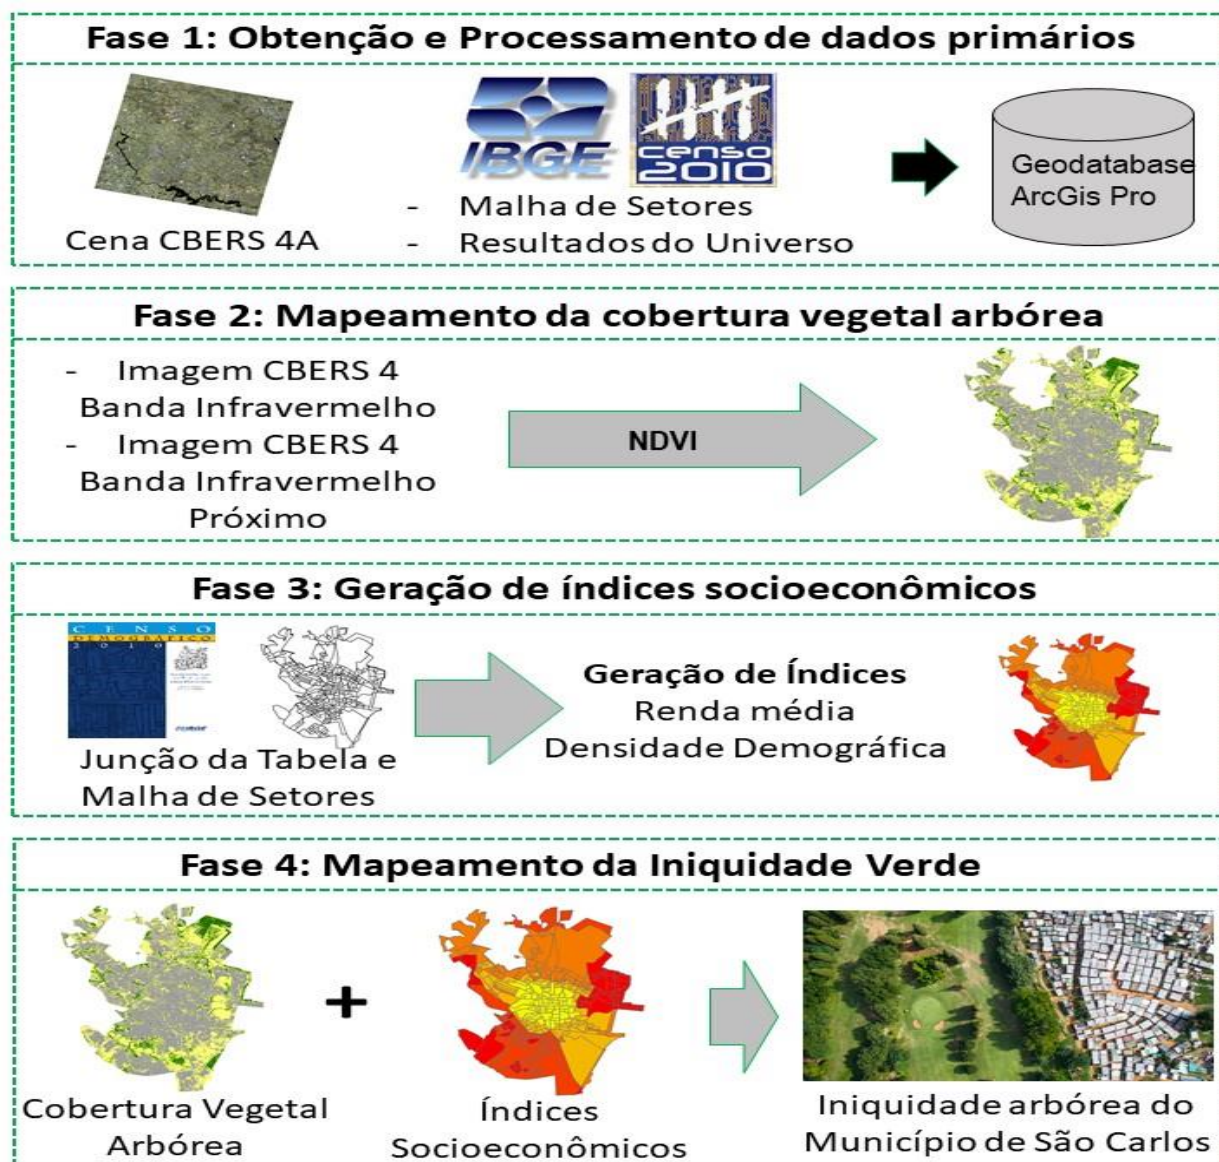 Fase 1: Obtenção e Processamento de dados primários
IBGE
censo
2010
Cena CBERS 4A
- Malha de Setores
- Resultados do Universo
Geodatabase
ArcGis Pro
Fase 2: Mapeamento da cobertura vegetal arbórea
- Imagem CBERS 4
Banda Infravermelho
- Imagem CBERS 4
Banda Infravermelho
Próximo
NDVI
Fase 3: Geração de índices socioeconômicos
CENSO
DEMOGRÁFICO
2010
IBGE
Junção da Tabela e
Malha de Setores
Geração de Índices
Renda média
Densidade Demográfica
Fase 4: Mapeamento da Iniquidade Verde
+
Cobertura Vegetal
Arbórea
Índices
Socioeconômicos
Iniquidade arbórea do
Município de São Carlos